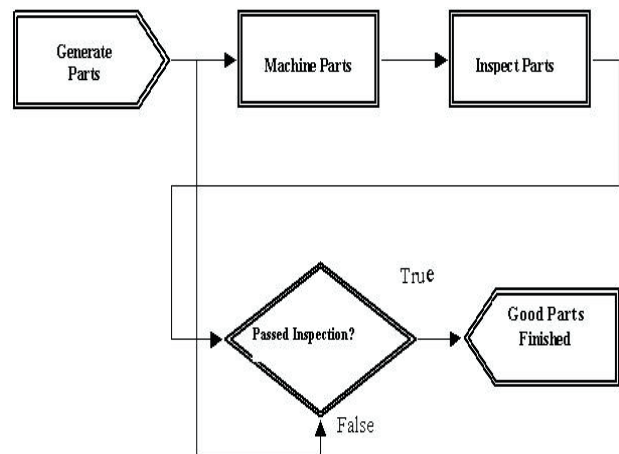 Generate
Parts
Machine Parts
Inspect Parts
True
Passed Inspection?
Good Parts
Finished
False